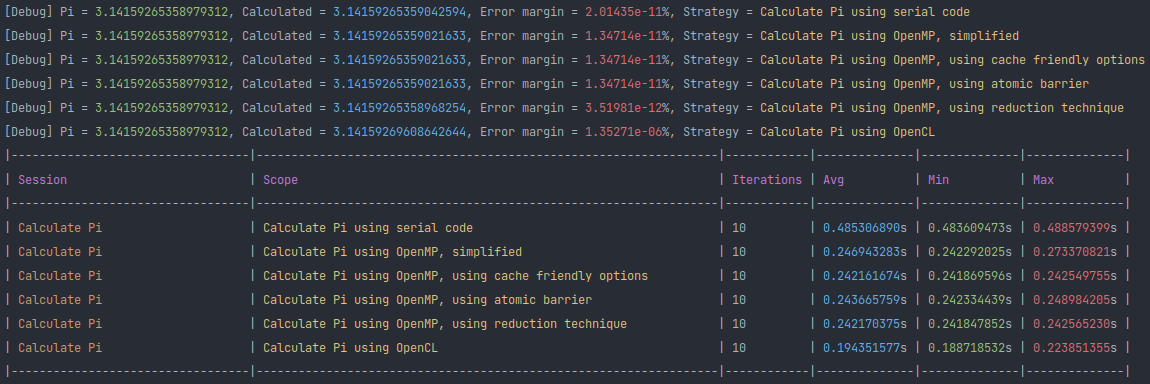 [Debug] Pi = 3.14159265358979312, Calculated = 3.14159265359042594, Error margin = 2.01435e-11%, Strategy = Calculate Pi using serial code
[Debug] Pi = 3.14159265358979312, Calculated = 3.14159265359021633, Error margin = 1.34714e-11%, Strategy = Calculate Pi using OpenMP, simplified
[Debug] Pi = 3.14159265358979312, Calculated = 3.14159265359021633, Error margin = 1.34714e-11%, Strategy = Calculate Pi using OpenMP, using cache friendly options
[Debug] Pi = 3.14159265358979312, Calculated = 3.14159265359021633, Error margin = 1.34714e-11%, Strategy = Calculate Pi using OpenMP, using atomic barrier
[Debug] Pi = 3.14159265358979312, Calculated = 3.14159265358968254, Error margin = 3.51981e-12%, Strategy = Calculate Pi using OpenMP, using reduction technique
[Debug] Pi = 3.14159265358979312, Calculated = 3.14159269608642644, Error margin = 1.35271e-06%, Strategy = Calculate Pi using OpenCL
|----------------------------------|------------------------------------------------------------------|------------|--------------|--------------|--------------|
| Session | Scope | Iterations | Avg | Min | Max |
|----------------------------------|------------------------------------------------------------------|------------|--------------|--------------|--------------|
| Calculate Pi | Calculate Pi using serial code | 10 | 0.485306890s | 0.483609473s | 0.488579399s |
| Calculate Pi | Calculate Pi using OpenMP, simplified | 10 | 0.246943283s | 0.242292025s | 0.273370821s |
| Calculate Pi | Calculate Pi using OpenMP, using cache friendly options | 10 | 0.242161674s | 0.241869596s | 0.242549755s |
| Calculate Pi | Calculate Pi using OpenMP, using atomic barrier | 10 | 0.243665759s | 0.242334439s | 0.248984205s |
| Calculate Pi | Calculate Pi using OpenMP, using reduction technique | 10 | 0.242170375s | 0.241847852s | 0.242565230s |
| Calculate Pi | Calculate Pi using OpenCL | 10 | 0.194351577s | 0.188718532s | 0.223851355s |
|----------------------------------|------------------------------------------------------------------|------------|--------------|--------------|--------------|